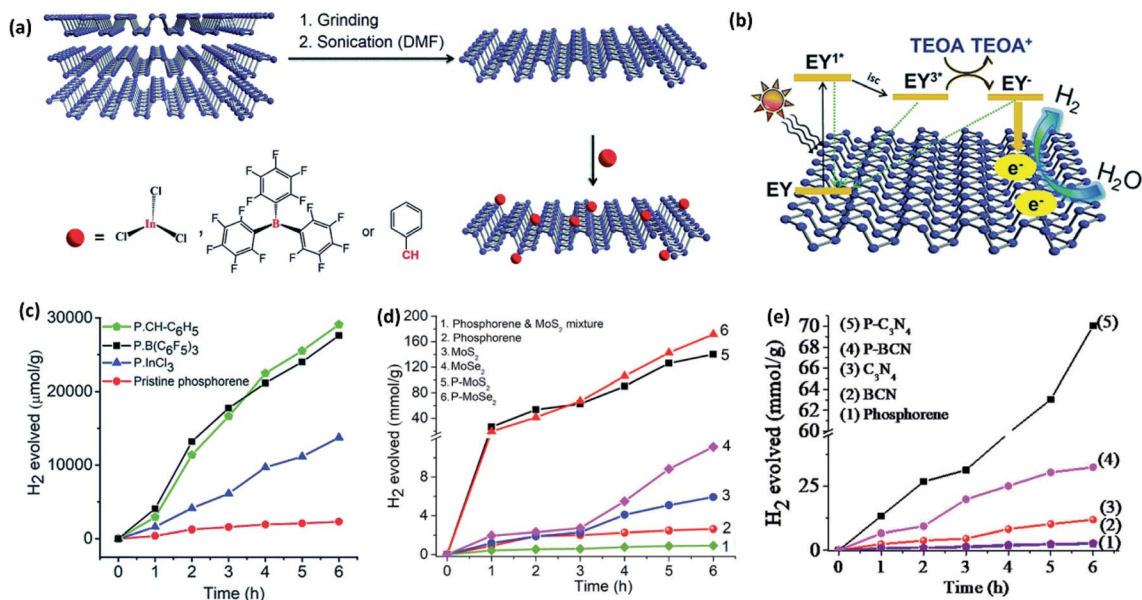 (a)
1. Grinding
2. Sonication (DMF)
=
Cl
In
Cl
Cl
,
F
F
F
F
F
B
F
F
F
F
F
F
F
F
F
F
or
CH
(b)
TEOA TEOA⁺
EY¹*
isc
EY³*
EY⁻
H₂
EY
e⁻
e⁻
H₂O
(c)
30000
20000
10000
0
H₂ evolved (μmol/g)
P.CH-C₆H₅
P.B(C₆F₅)₃
P.InCl₃
Pristine phosphorene
0 1 2 3 4 5 6
Time (h)
(d)
200
160
120
80
40
8
4
0
H₂ evolved (mmol/g)
1. Phosphorene & MoS₂ mixture
2. Phosphorene
3. MoS₂
4. MoSe₂
5. P-MoS₂
6. P-MoSe₂
6
5
4
3
2
1
0 1 2 3 4 5 6
Time (h)
(e)
70
68
66
64
62
60
25
0
H₂ evolved (mmol/g)
(5) P-C₃N₄
(4) P-BCN
(3) C₃N₄
(2) BCN
(1) Phosphorene
(5)
(4)
(3)
(2)
(1)
0 1 2 3 4 5 6
Time (h)